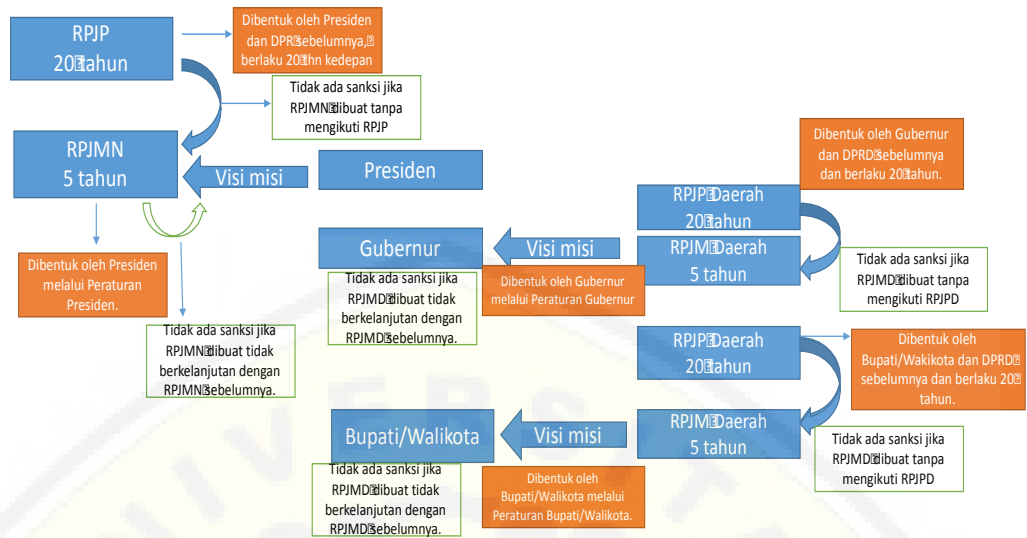 RPJP
20 tahun
Dibentuk oleh Presiden
dan DPR sebelumnya,
berlaku 20 thn kedepan
Tidak ada sanksi jika
RPJMN dibuat tanpa
mengikuti RPJP
RPJMN
5 tahun
Visi misi
Presiden
Dibentuk oleh Presiden
melalui Peraturan
Presiden.
Tidak ada sanksi jika
RPJMN dibuat tidak
berkelanjutan dengan
RPJMN sebelumnya.
Dibentuk oleh Gubernur
dan DPRD sebelumnya
dan berlaku 20 tahun.
RPJP Daerah
20 tahun
Gubernur
Visi misi
RPJM Daerah
5 tahun
Tidak ada sanksi jika
RPJMD dibuat tanpa
mengikuti RPJPD
Tidak ada sanksi jika
RPJMD dibuat tidak
berkelanjutan dengan
RPJMD sebelumnya.
Dibentuk oleh Gubernur
melalui Peraturan Gubernur
RPJP Daerah
20 tahun
Dibentuk oleh
Bupati/Wakikota dan DPRD
sebelumnya dan berlaku 20
tahun.
Bupati/Walikota
Visi misi
RPJM Daerah
5 tahun
Tidak ada sanksi jika
RPJMD dibuat tanpa
mengikuti RPJPD
Tidak ada sanksi jika
RPJMD dibuat tidak
berkelanjutan dengan
RPJMD sebelumnya.
Dibentuk oleh
Bupati/Walikota melalui
Peraturan Bupati/Walikota.